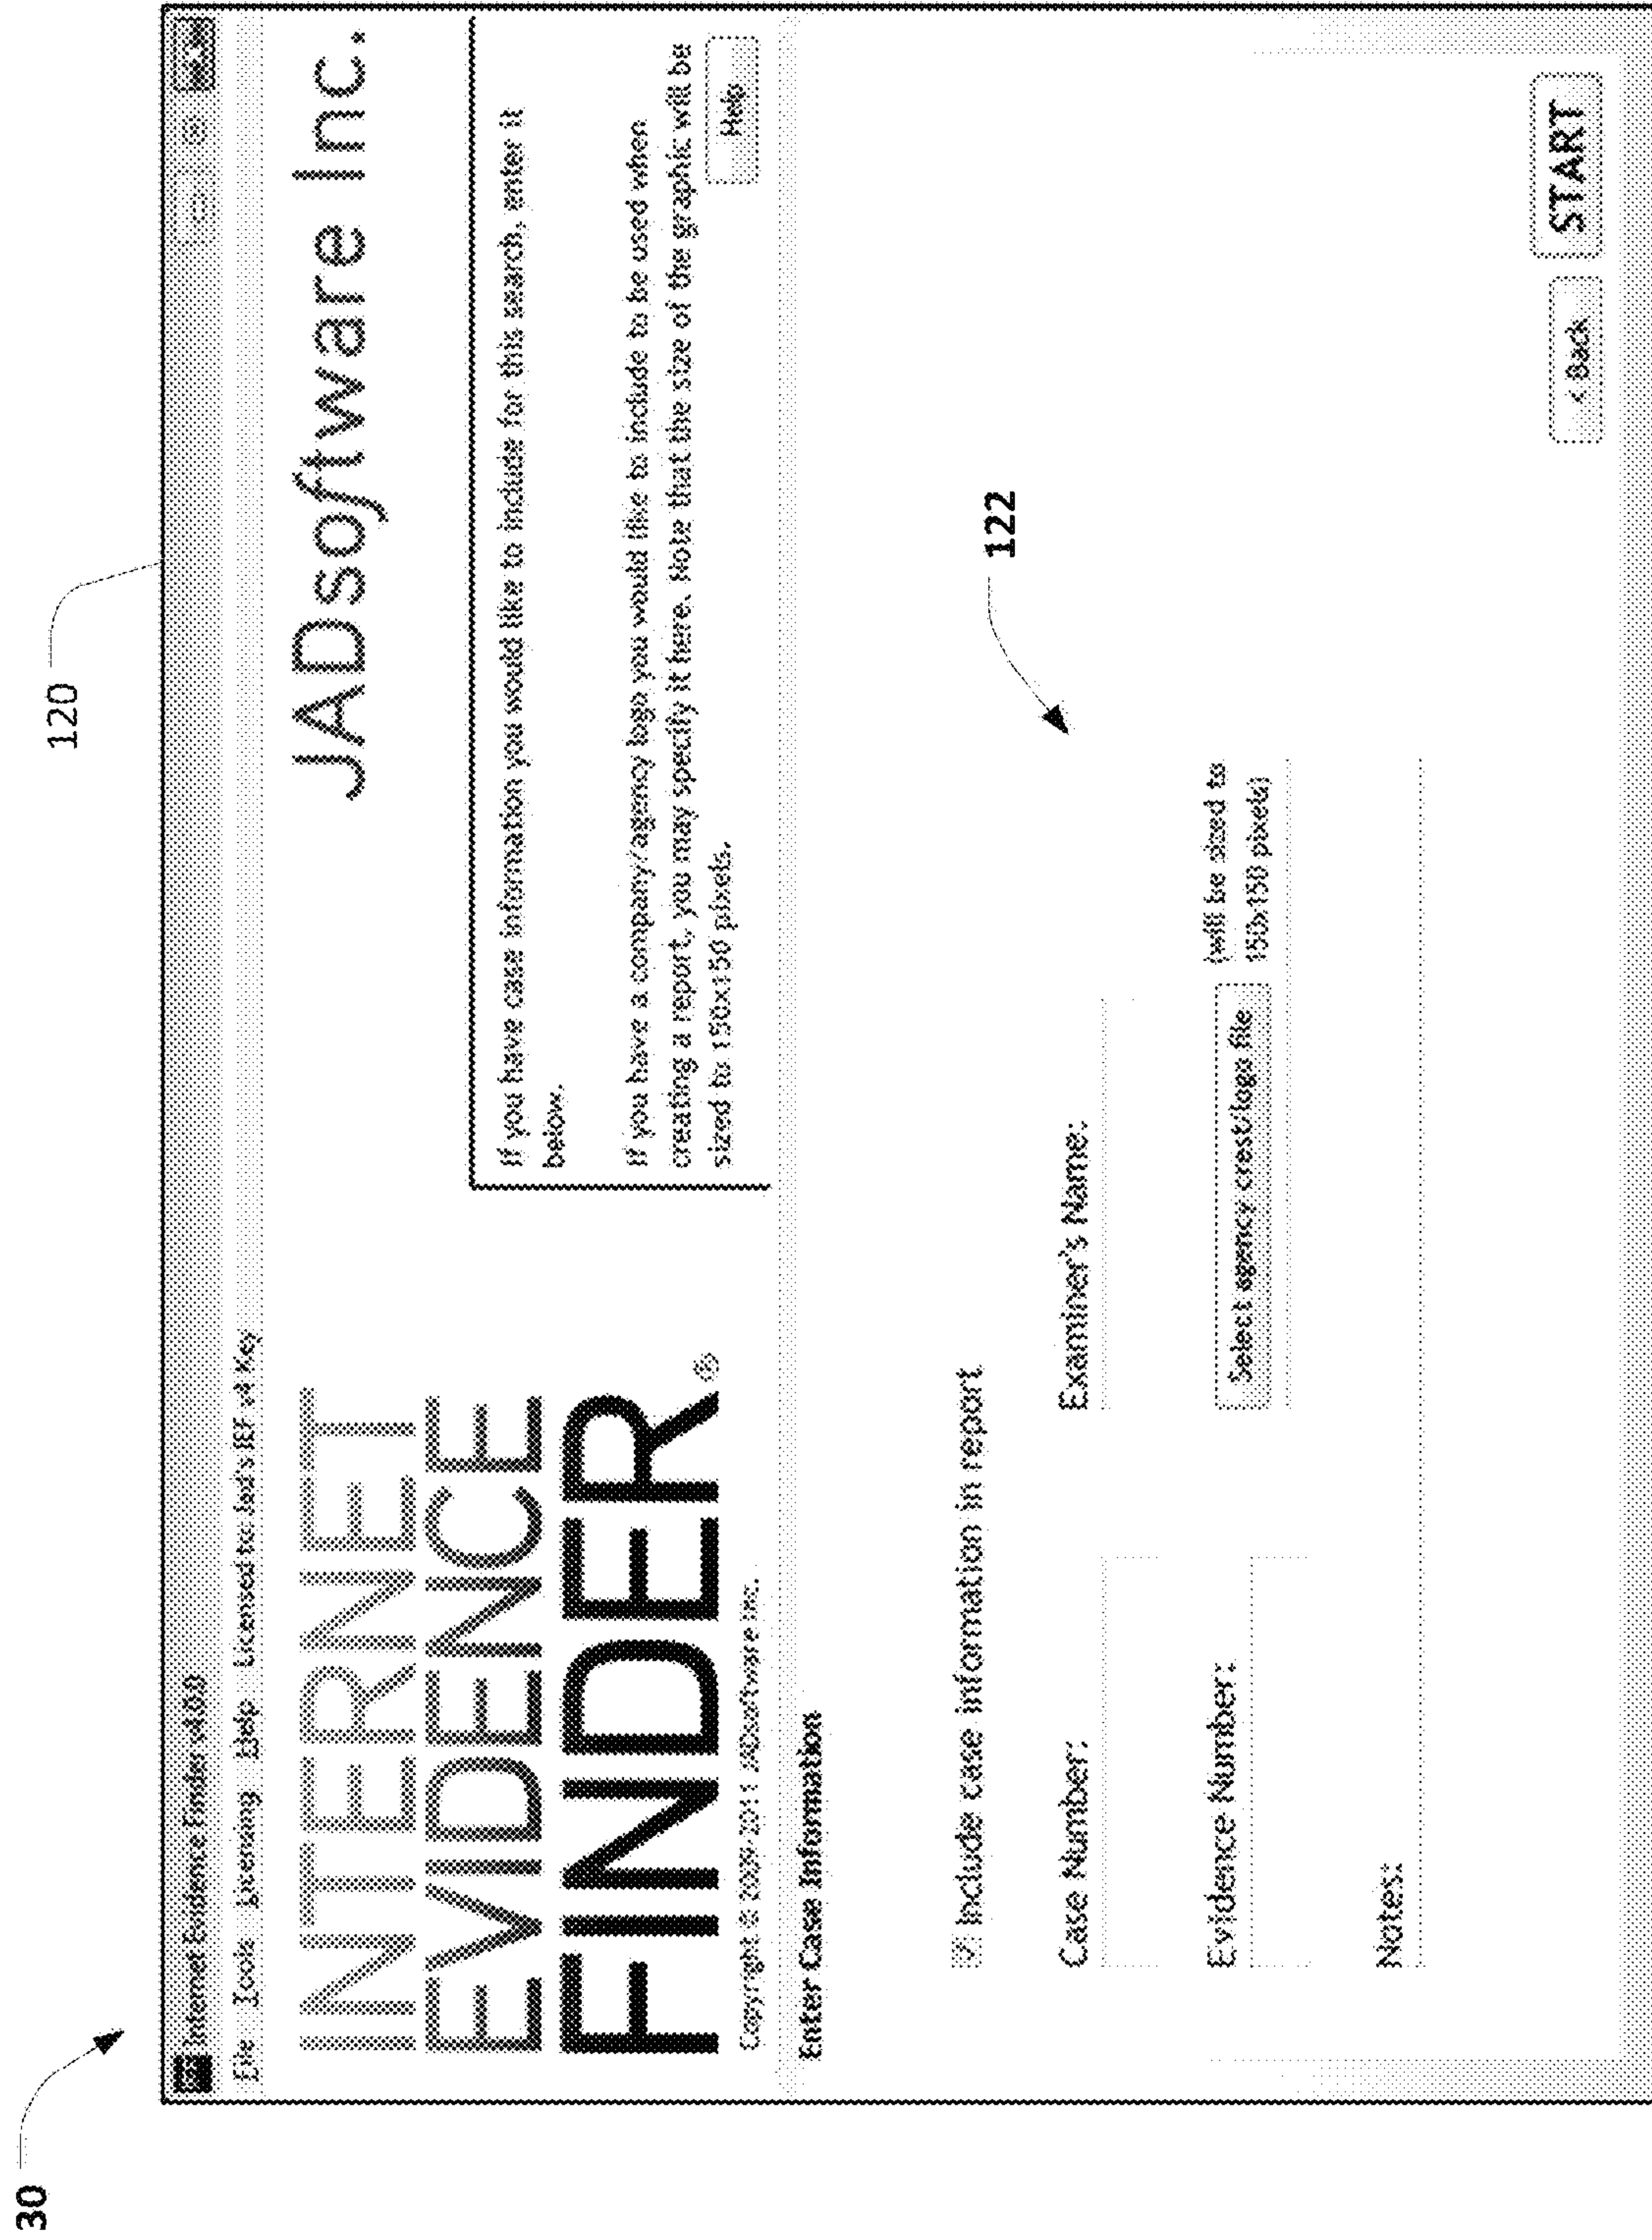 30
120
Internet Evidence Finder v4.0.0
File Tools Licensing Help Licensed to Jad's IEF v4 Key
INTERNET
EVIDENCE
FINDER®
Copyright © 2009-2011 JADsoftware Inc.
JADsoftware Inc.
If you have case information you would like to include for this search, enter it
below.
If you have a company/agency logo you would like to include to be used when
creating a report, you may specify it here. Note that the size of the graphic will be
sized to 150x150 pixels.
Help
Enter Case Information
122
Include case information in report
Case Number:
Examiner's Name:
Evidence Number:
Select agency crest/logo file
(will be sized to
150x150 pixels)
Notes:
< Back
START